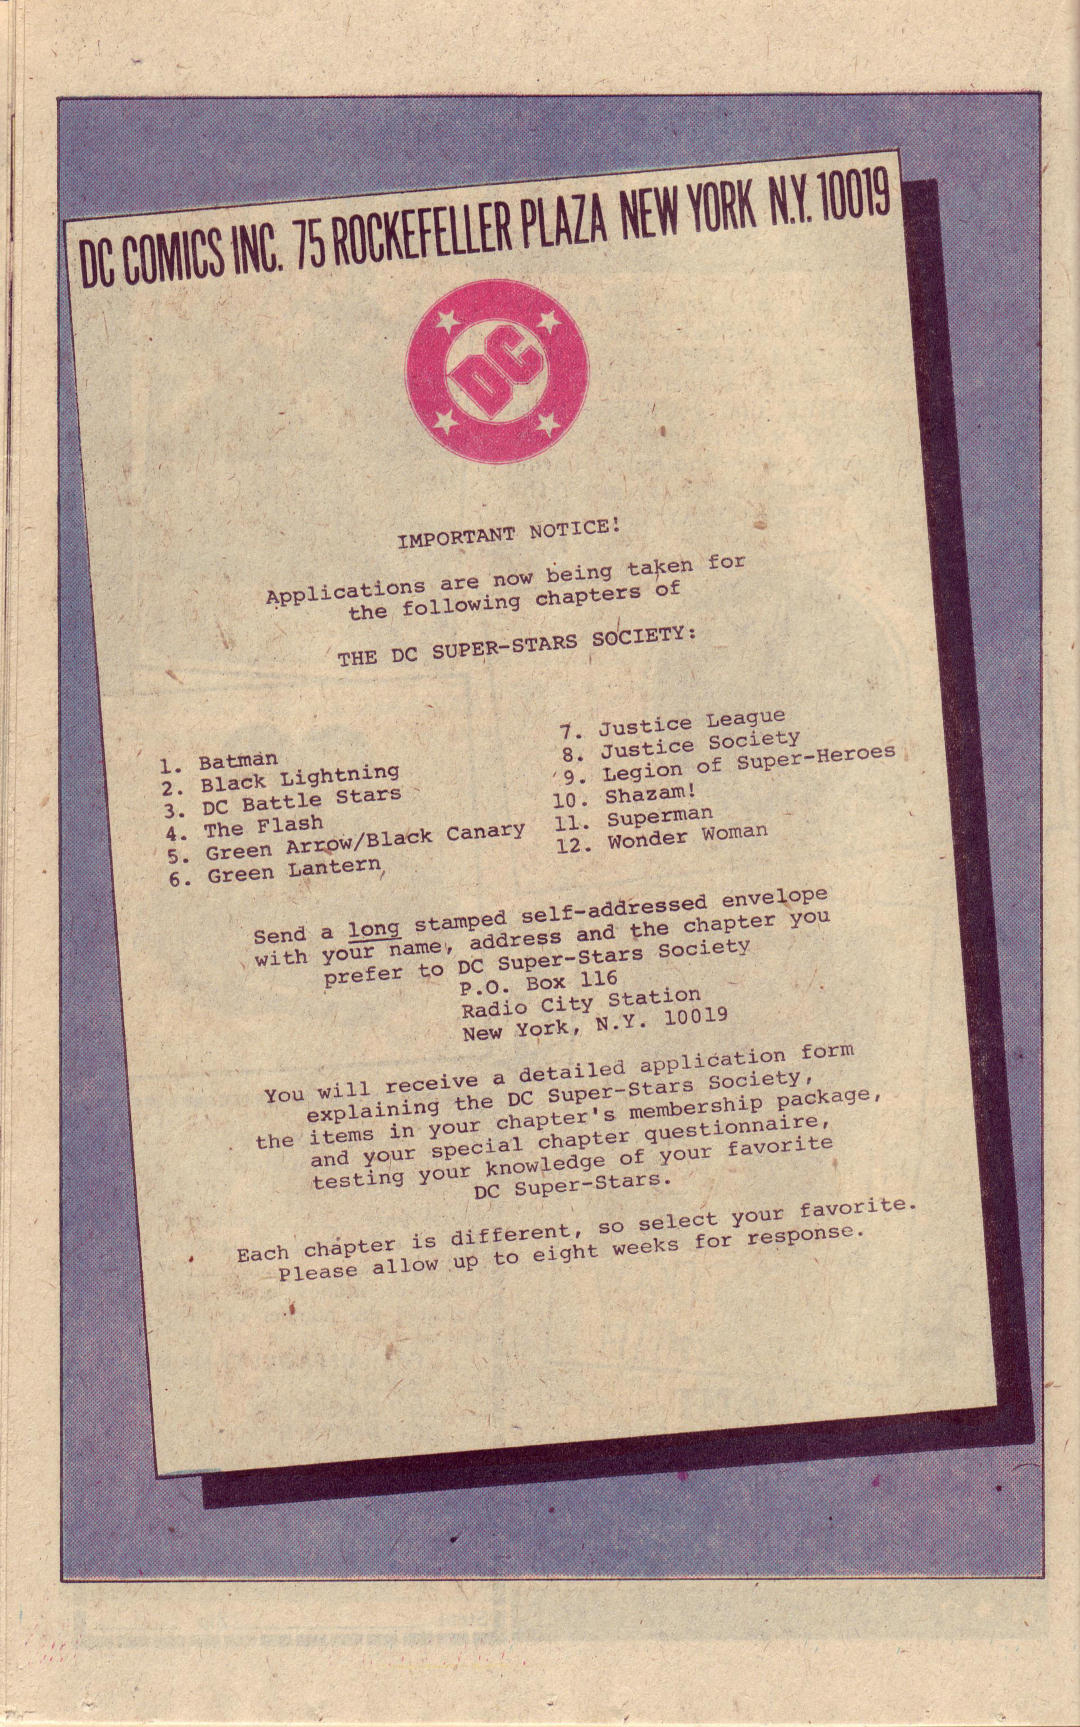 DC COMICS INC. 75 ROCKEFELLER PLAZA NEW YORK N.Y. 10019
DC
IMPORTANT NOTICE!
Applications are now being taken for
the following chapters of
THE DC SUPER-STARS SOCIETY:
1. Batman
2. Black Lightning
3. DC Battle Stars
4. The Flash
5. Green Arrow/Black Canary
6. Green Lantern
7. Justice League
8. Justice Society
9. Legion of Super-Heroes
10. Shazam!
11. Superman
12. Wonder Woman
Send a long stamped self-addressed envelope
with your name, address and the chapter you
prefer to DC Super-Stars Society
P.O. Box 116
Radio City Station
New York, N.Y. 10019
You will receive a detailed application form
explaining the DC Super-Stars Society,
the items in your chapter's membership package,
and your special chapter questionnaire,
testing your knowledge of your favorite
DC Super-Stars.
Each chapter is different, so select your favorite.
Please allow up to eight weeks for response.